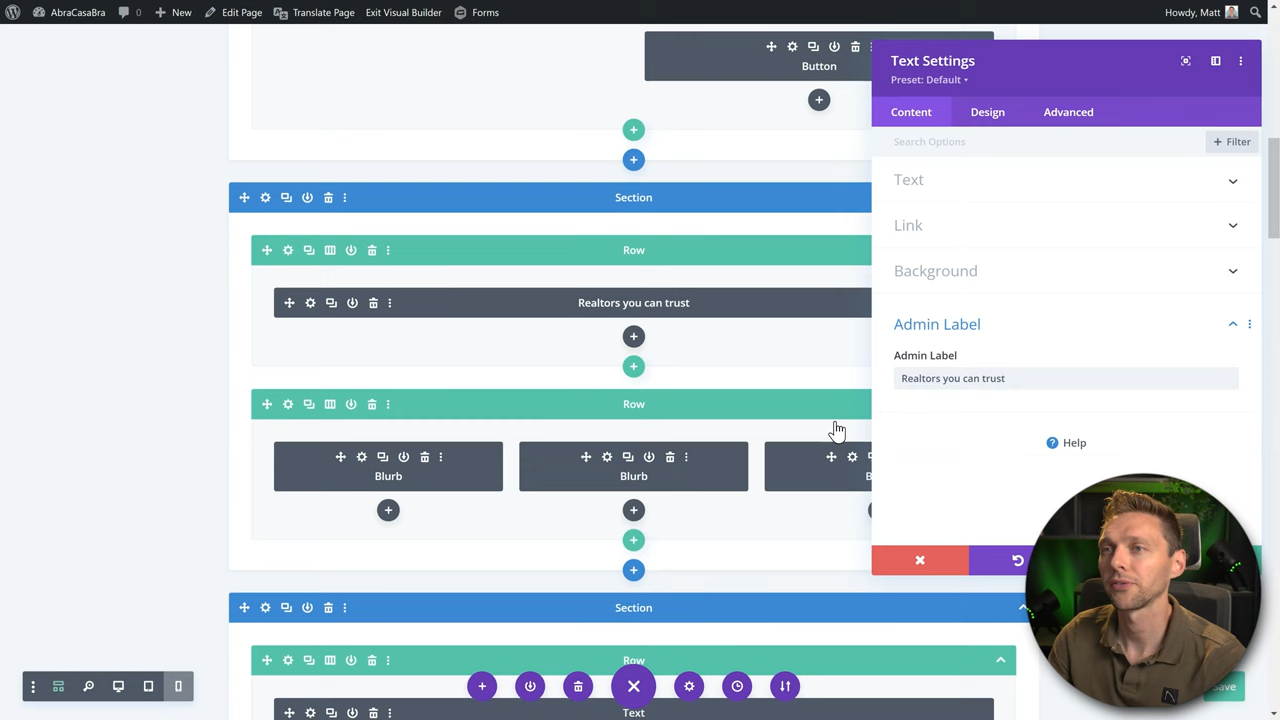 AbraCasaBra 0 New Edit Page Translate Page Exit Visual Builder Forms Howdy, Matt
Button
Section
Row
Realtors you can trust
Row
Blurb Blurb B
Section
Row
Text
Text Settings
Preset: Default
Content Design Advanced
Search Options + Filter
Text
Link
Background
Admin Label
Admin Label
Realtors you can trust
? Help
Save